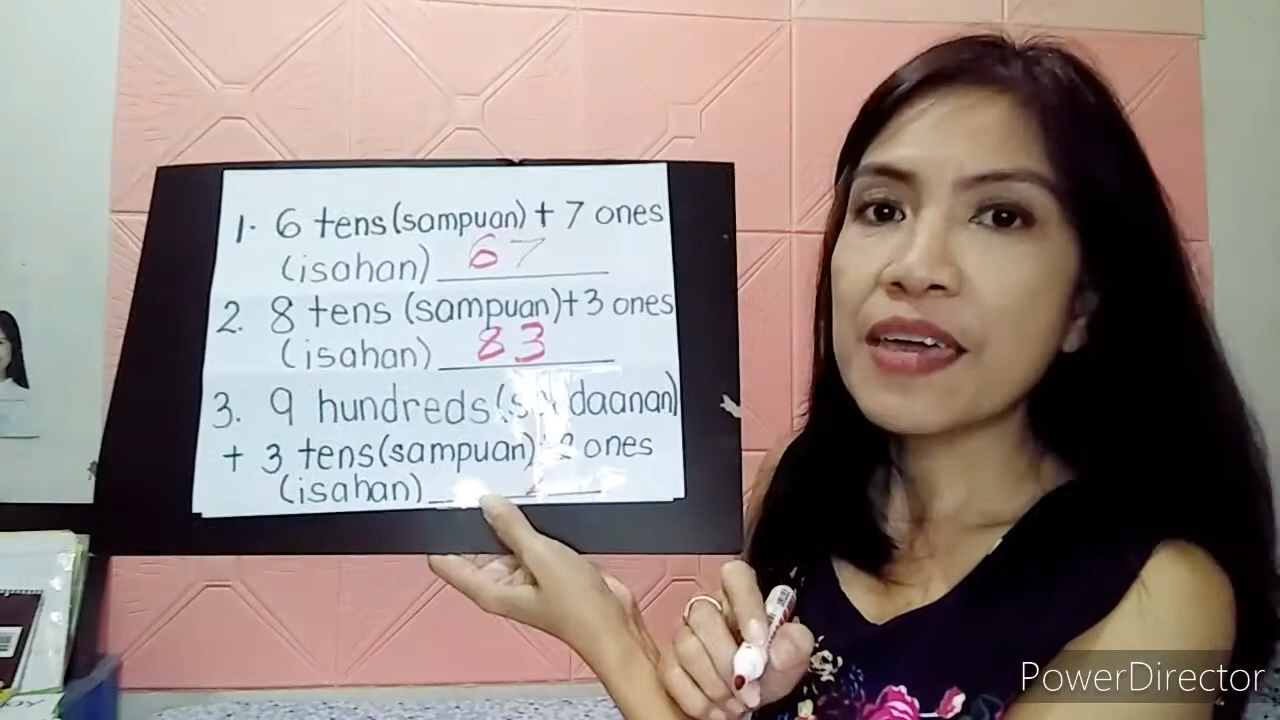 1. 6 tens (sampuan) + 7 ones
(isahan) 67
2. 8 tens (sampuan) + 3 ones
(isahan) 83
3. 9 hundreds
+ 3 tens (sampuan) ones
(isahan)
PowerDirector